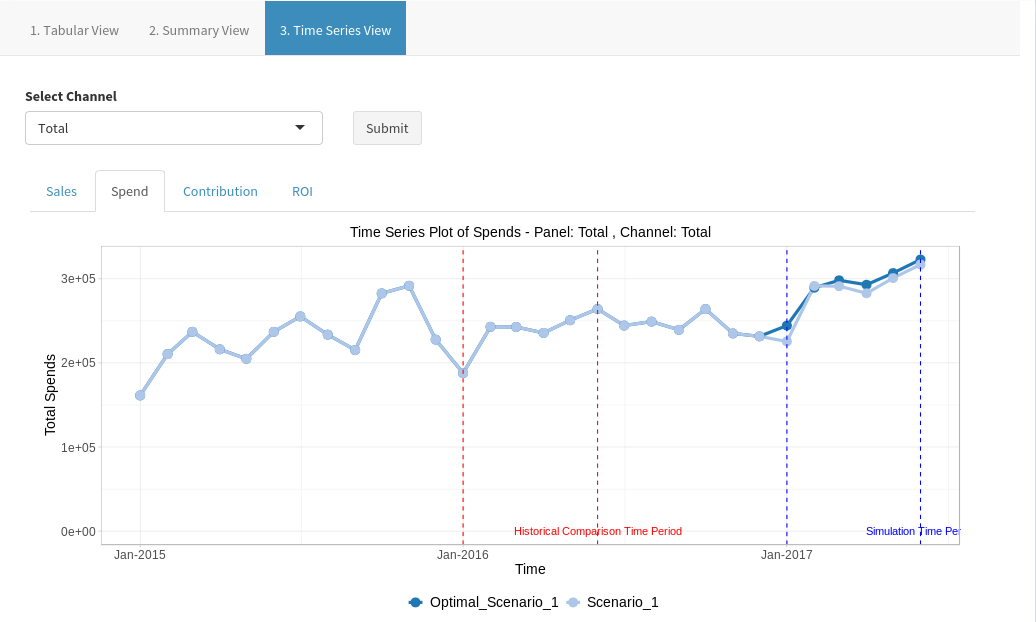 1. Tabular View 2. Summary View 3. Time Series View
Select Channel
Total Submit
Sales Spend Contribution ROI
Time Series Plot of Spends - Panel: Total , Channel: Total
3e+05
2e+05
1e+05
0e+00
Total Spends
Historical Comparison Time Period
Simulation Time Per
Jan-2015 Jan-2016 Jan-2017
Time
Optimal_Scenario_1 Scenario_1